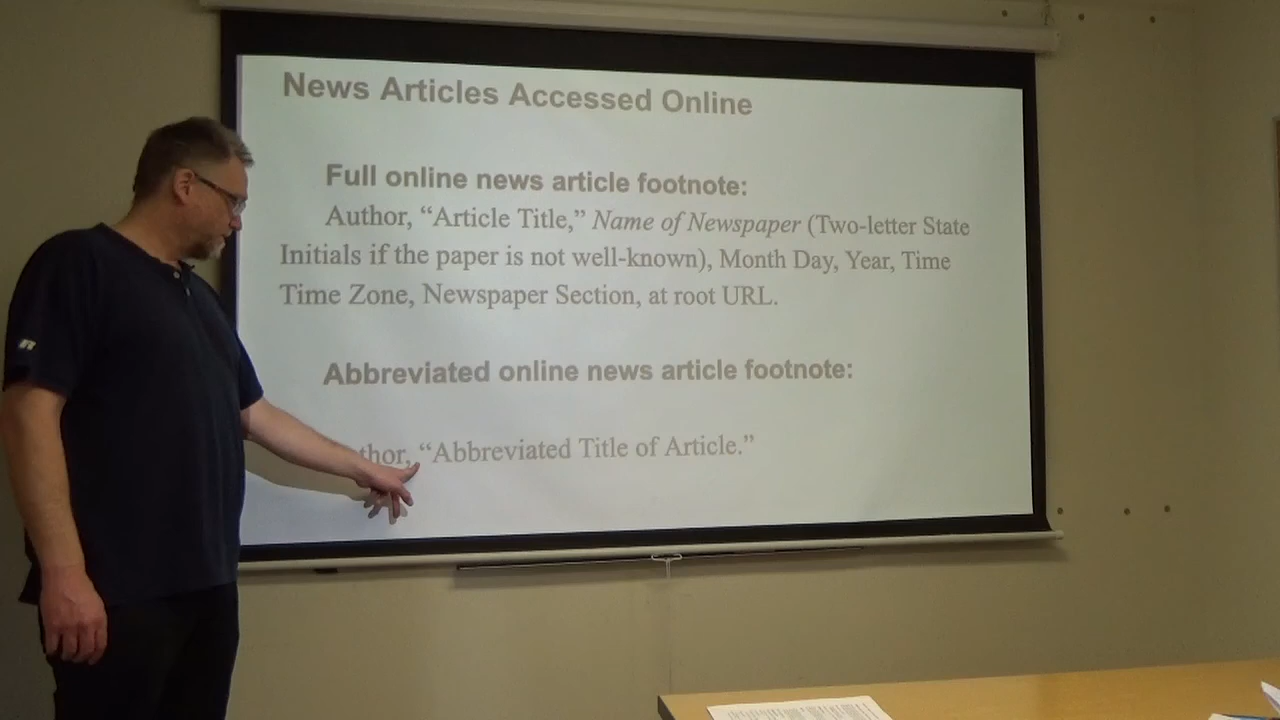 News Articles Accessed Online
Full online news article footnote:
Author, “Article Title,” Name of Newspaper (Two-letter State
Initials if the paper is not well-known), Month Day, Year, Time
Time Zone, Newspaper Section, at root URL.
Abbreviated online news article footnote:
thor, “Abbreviated Title of Article.”